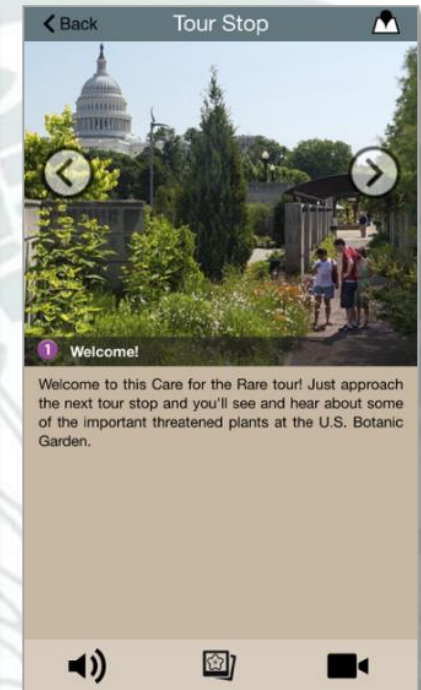 Back Tour Stop
1 Welcome!
Welcome to this Care for the Rare tour! Just approach
the next tour stop and you'll see and hear about some
of the important threatened plants at the U.S. Botanic
Garden.